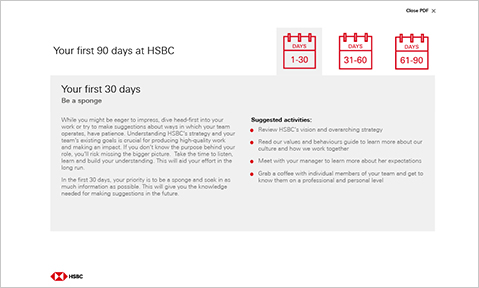 Close PDF X
Your first 90 days at HSBC
DAYS
1-30
DAYS
31-60
DAYS
61-90
Your first 30 days
Be a sponge
While you might be eager to impress, dive head-first into your
work or try to make suggestions about ways in which your team
operates, have patience. Understanding HSBC's strategy and your
team's existing goals is crucial for producing high-quality work
and making an impact. If you don't know the purpose behind your
role, you'll risk missing the bigger picture. Take the time to listen,
learn and build your understanding. This will aid your effort in the
long run.
In the first 30 days, your priority is to be a sponge and soak in as
much information as possible. This will give you the knowledge
needed for making suggestions in the future.
Suggested activities:
Review HSBC's vision and overarching strategy
Read our values and behaviours guide to learn more about our
culture and how we work together
Meet with your manager to learn more about her expectations
Grab a coffee with individual members of your team and get to
know them on a professional and personal level
HSBC